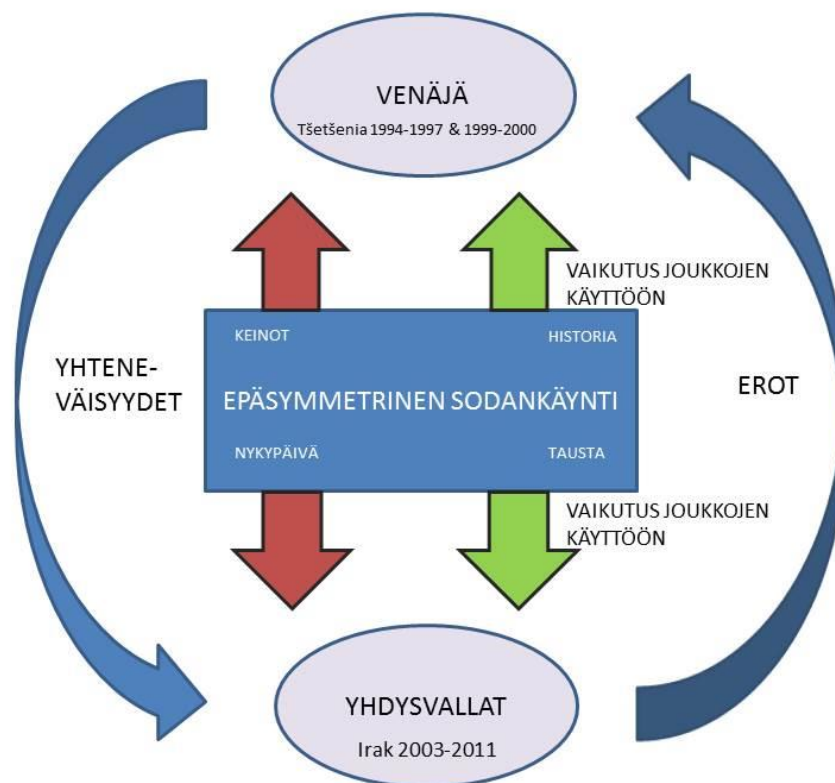 VENÄJÄ
Tšetšenia 1994-1997 & 1999-2000
VAIKUTUS JOUKKOJEN
KÄYTTÖÖN
KEINOT
HISTORIA
YHTENE-
VÄISYYDET
EPÄSYMMETRINEN SODANKÄYNTI
EROT
NYKYPÄIVÄ
TAUSTA
VAIKUTUS JOUKKOJEN
KÄYTTÖÖN
YHDYSVALLAT
Irak 2003-2011